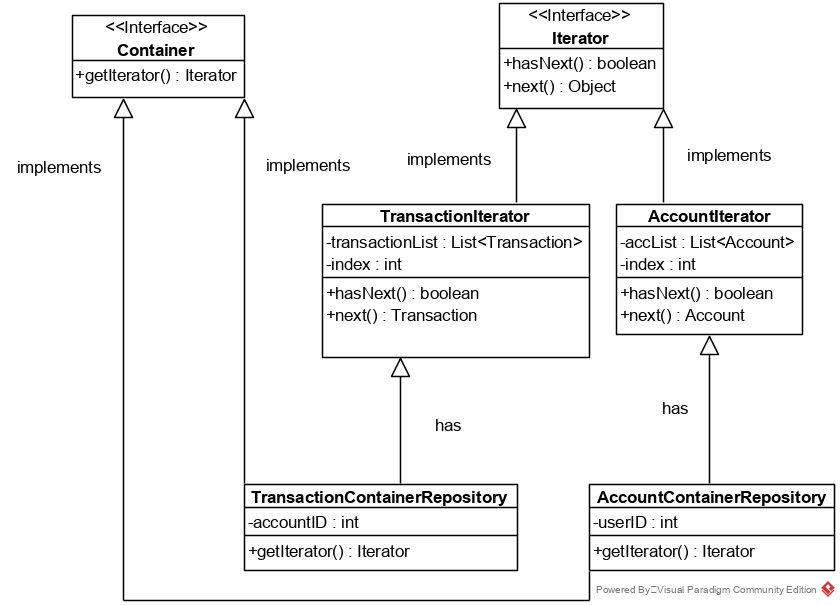 <<Interface>>
Container
+getIterator() : Iterator
<<Interface>>
Iterator
+hasNext() : boolean
+next() : Object
implements
implements
implements
implements
TransactionIterator
-transactionList : List<Transaction>
-index : int
+hasNext() : boolean
+next() : Transaction
AccountIterator
-accList : List<Account>
-index : int
+hasNext() : boolean
+next() : Account
has
has
TransactionContainerRepository
-accountID : int
+getIterator() : Iterator
AccountContainerRepository
-userID : int
+getIterator() : Iterator
Powered By Visual Paradigm Community Edition